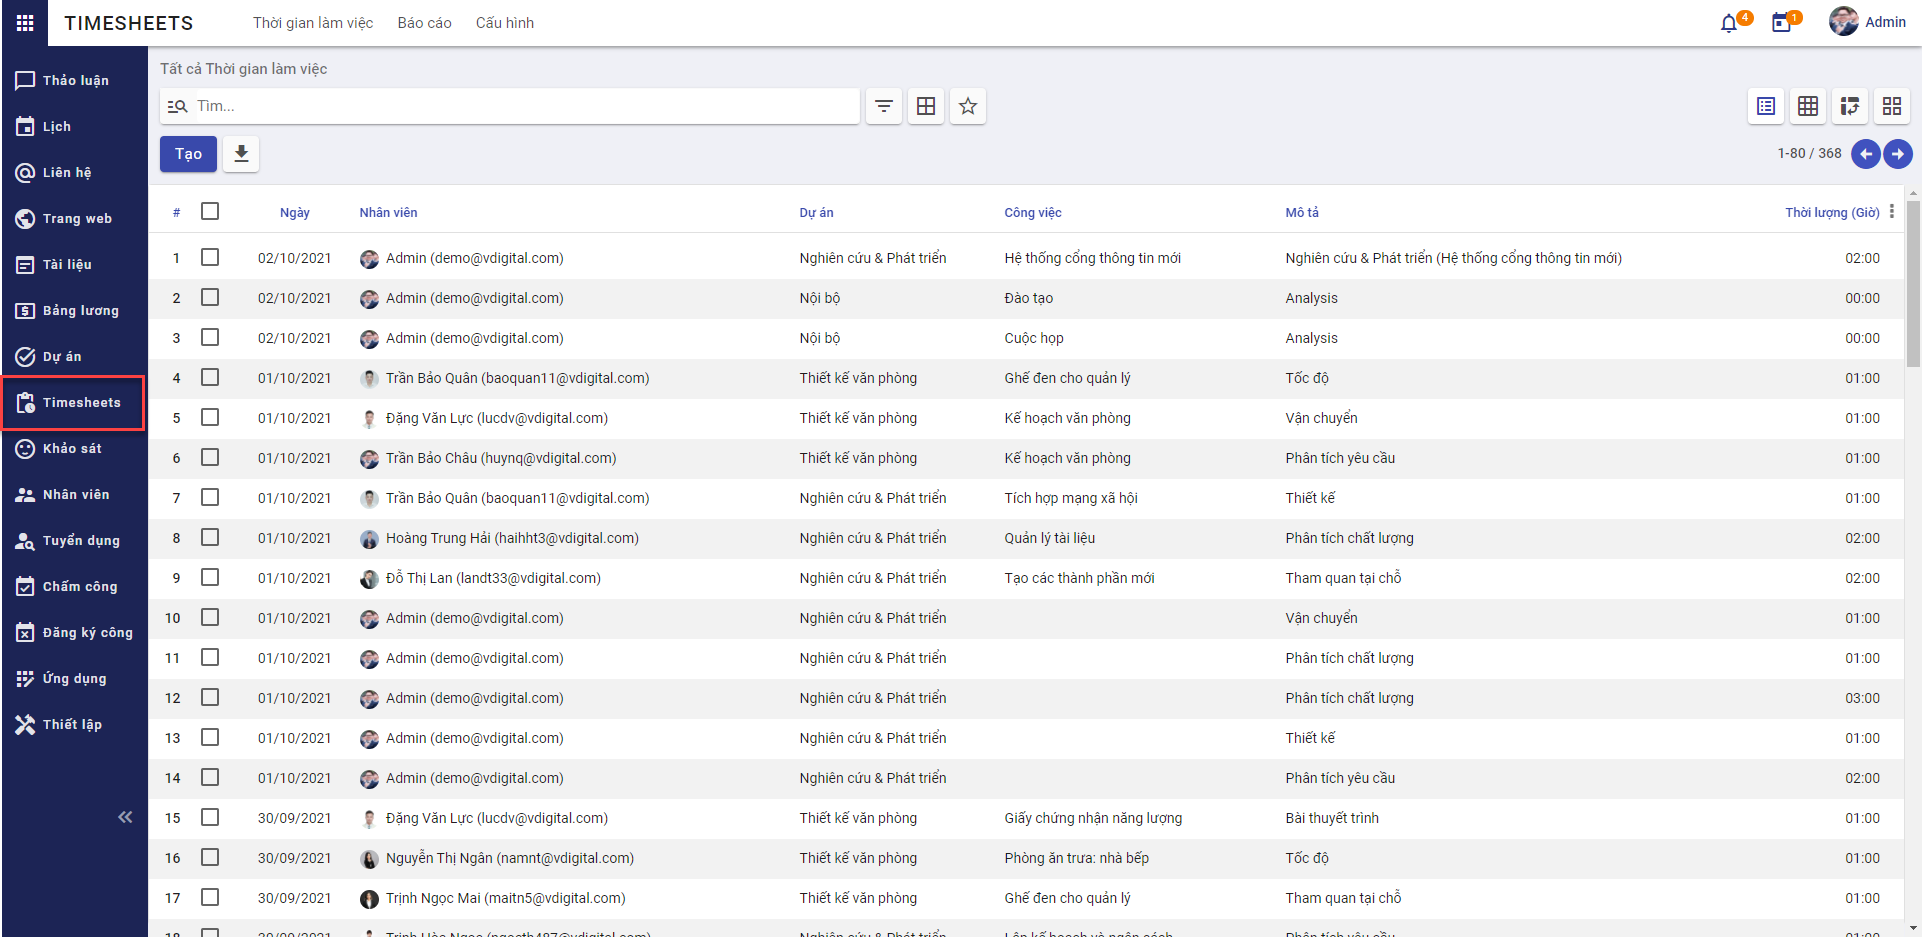 TIMESHEETS Thời gian làm việc Báo cáo Cấu hình 4 1 Admin
Thảo luận
Lịch
Liên hệ
Trang web
Tài liệu
Bảng lương
Dự án
Timesheets
Khảo sát
Nhân viên
Tuyển dụng
Chấm công
Đăng ký công
Ứng dụng
Thiết lập
Tất cả Thời gian làm việc
Tìm...
Tạo 1-80 / 368
# Ngày Nhân viên Dự án Công việc Mô tả Thời lượng (Giờ)
1 02/10/2021 Admin (demo@vdigital.com) Nghiên cứu & Phát triển Hệ thống cổng thông tin mới Nghiên cứu & Phát triển (Hệ thống cổng thông tin mới) 02:00
2 02/10/2021 Admin (demo@vdigital.com) Nội bộ Đào tạo Analysis 00:00
3 02/10/2021 Admin (demo@vdigital.com) Nội bộ Cuộc họp Analysis 00:00
4 01/10/2021 Trần Bảo Quân (baoquan11@vdigital.com) Thiết kế văn phòng Ghế đen cho quản lý Tốc độ 01:00
5 01/10/2021 Đặng Văn Lực (lucdv@vdigital.com) Thiết kế văn phòng Kế hoạch văn phòng Vận chuyển 01:00
6 01/10/2021 Trần Bảo Châu (huynq@vdigital.com) Thiết kế văn phòng Kế hoạch văn phòng Phân tích yêu cầu 01:00
7 01/10/2021 Trần Bảo Quân (baoquan11@vdigital.com) Nghiên cứu & Phát triển Tích hợp mạng xã hội Thiết kế 01:00
8 01/10/2021 Hoàng Trung Hải (haihht3@vdigital.com) Nghiên cứu & Phát triển Quản lý tài liệu Phân tích chất lượng 02:00
9 01/10/2021 Đỗ Thị Lan (landt33@vdigital.com) Nghiên cứu & Phát triển Tạo các thành phần mới Tham quan tại chỗ 02:00
10 01/10/2021 Admin (demo@vdigital.com) Nghiên cứu & Phát triển Vận chuyển 01:00
11 01/10/2021 Admin (demo@vdigital.com) Nghiên cứu & Phát triển Phân tích chất lượng 01:00
12 01/10/2021 Admin (demo@vdigital.com) Nghiên cứu & Phát triển Phân tích chất lượng 03:00
13 01/10/2021 Admin (demo@vdigital.com) Nghiên cứu & Phát triển Thiết kế 01:00
14 01/10/2021 Admin (demo@vdigital.com) Nghiên cứu & Phát triển Phân tích yêu cầu 02:00
15 30/09/2021 Đặng Văn Lực (lucdv@vdigital.com) Thiết kế văn phòng Giấy chứng nhận năng lượng Bài thuyết trình 01:00
16 30/09/2021 Nguyễn Thị Ngân (namnt@vdigital.com) Thiết kế văn phòng Phòng ăn trưa: nhà bếp Tốc độ 01:00
17 30/09/2021 Trịnh Ngọc Mai (maitn5@vdigital.com) Thiết kế văn phòng Ghế đen cho quản lý Tham quan tại chỗ 01:00